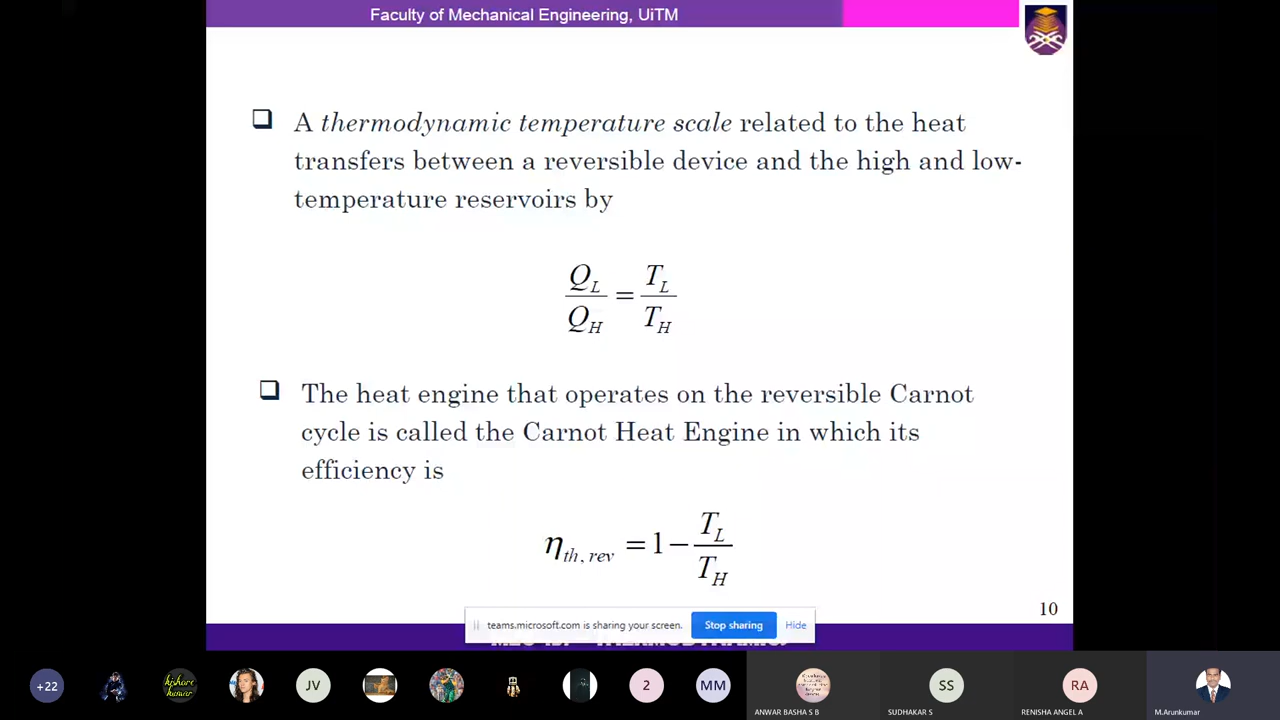 Faculty of Mechanical Engineering, UiTM
❑ A thermodynamic temperature scale related to the heat
transfers between a reversible device and the high and low-
temperature reservoirs by
Q_L / Q_H = T_L / T_H
❑ The heat engine that operates on the reversible Carnot
cycle is called the Carnot Heat Engine in which its
efficiency is
η_th, rev = 1 − T_L / T_H
10
teams.microsoft.com is sharing your screen. Stop sharing Hide
+22 kishore kumar JV 2 MM SS RA
ANWAR BASHA S B SUDHAKAR S RENISHA ANGEL A M.Arunkumar